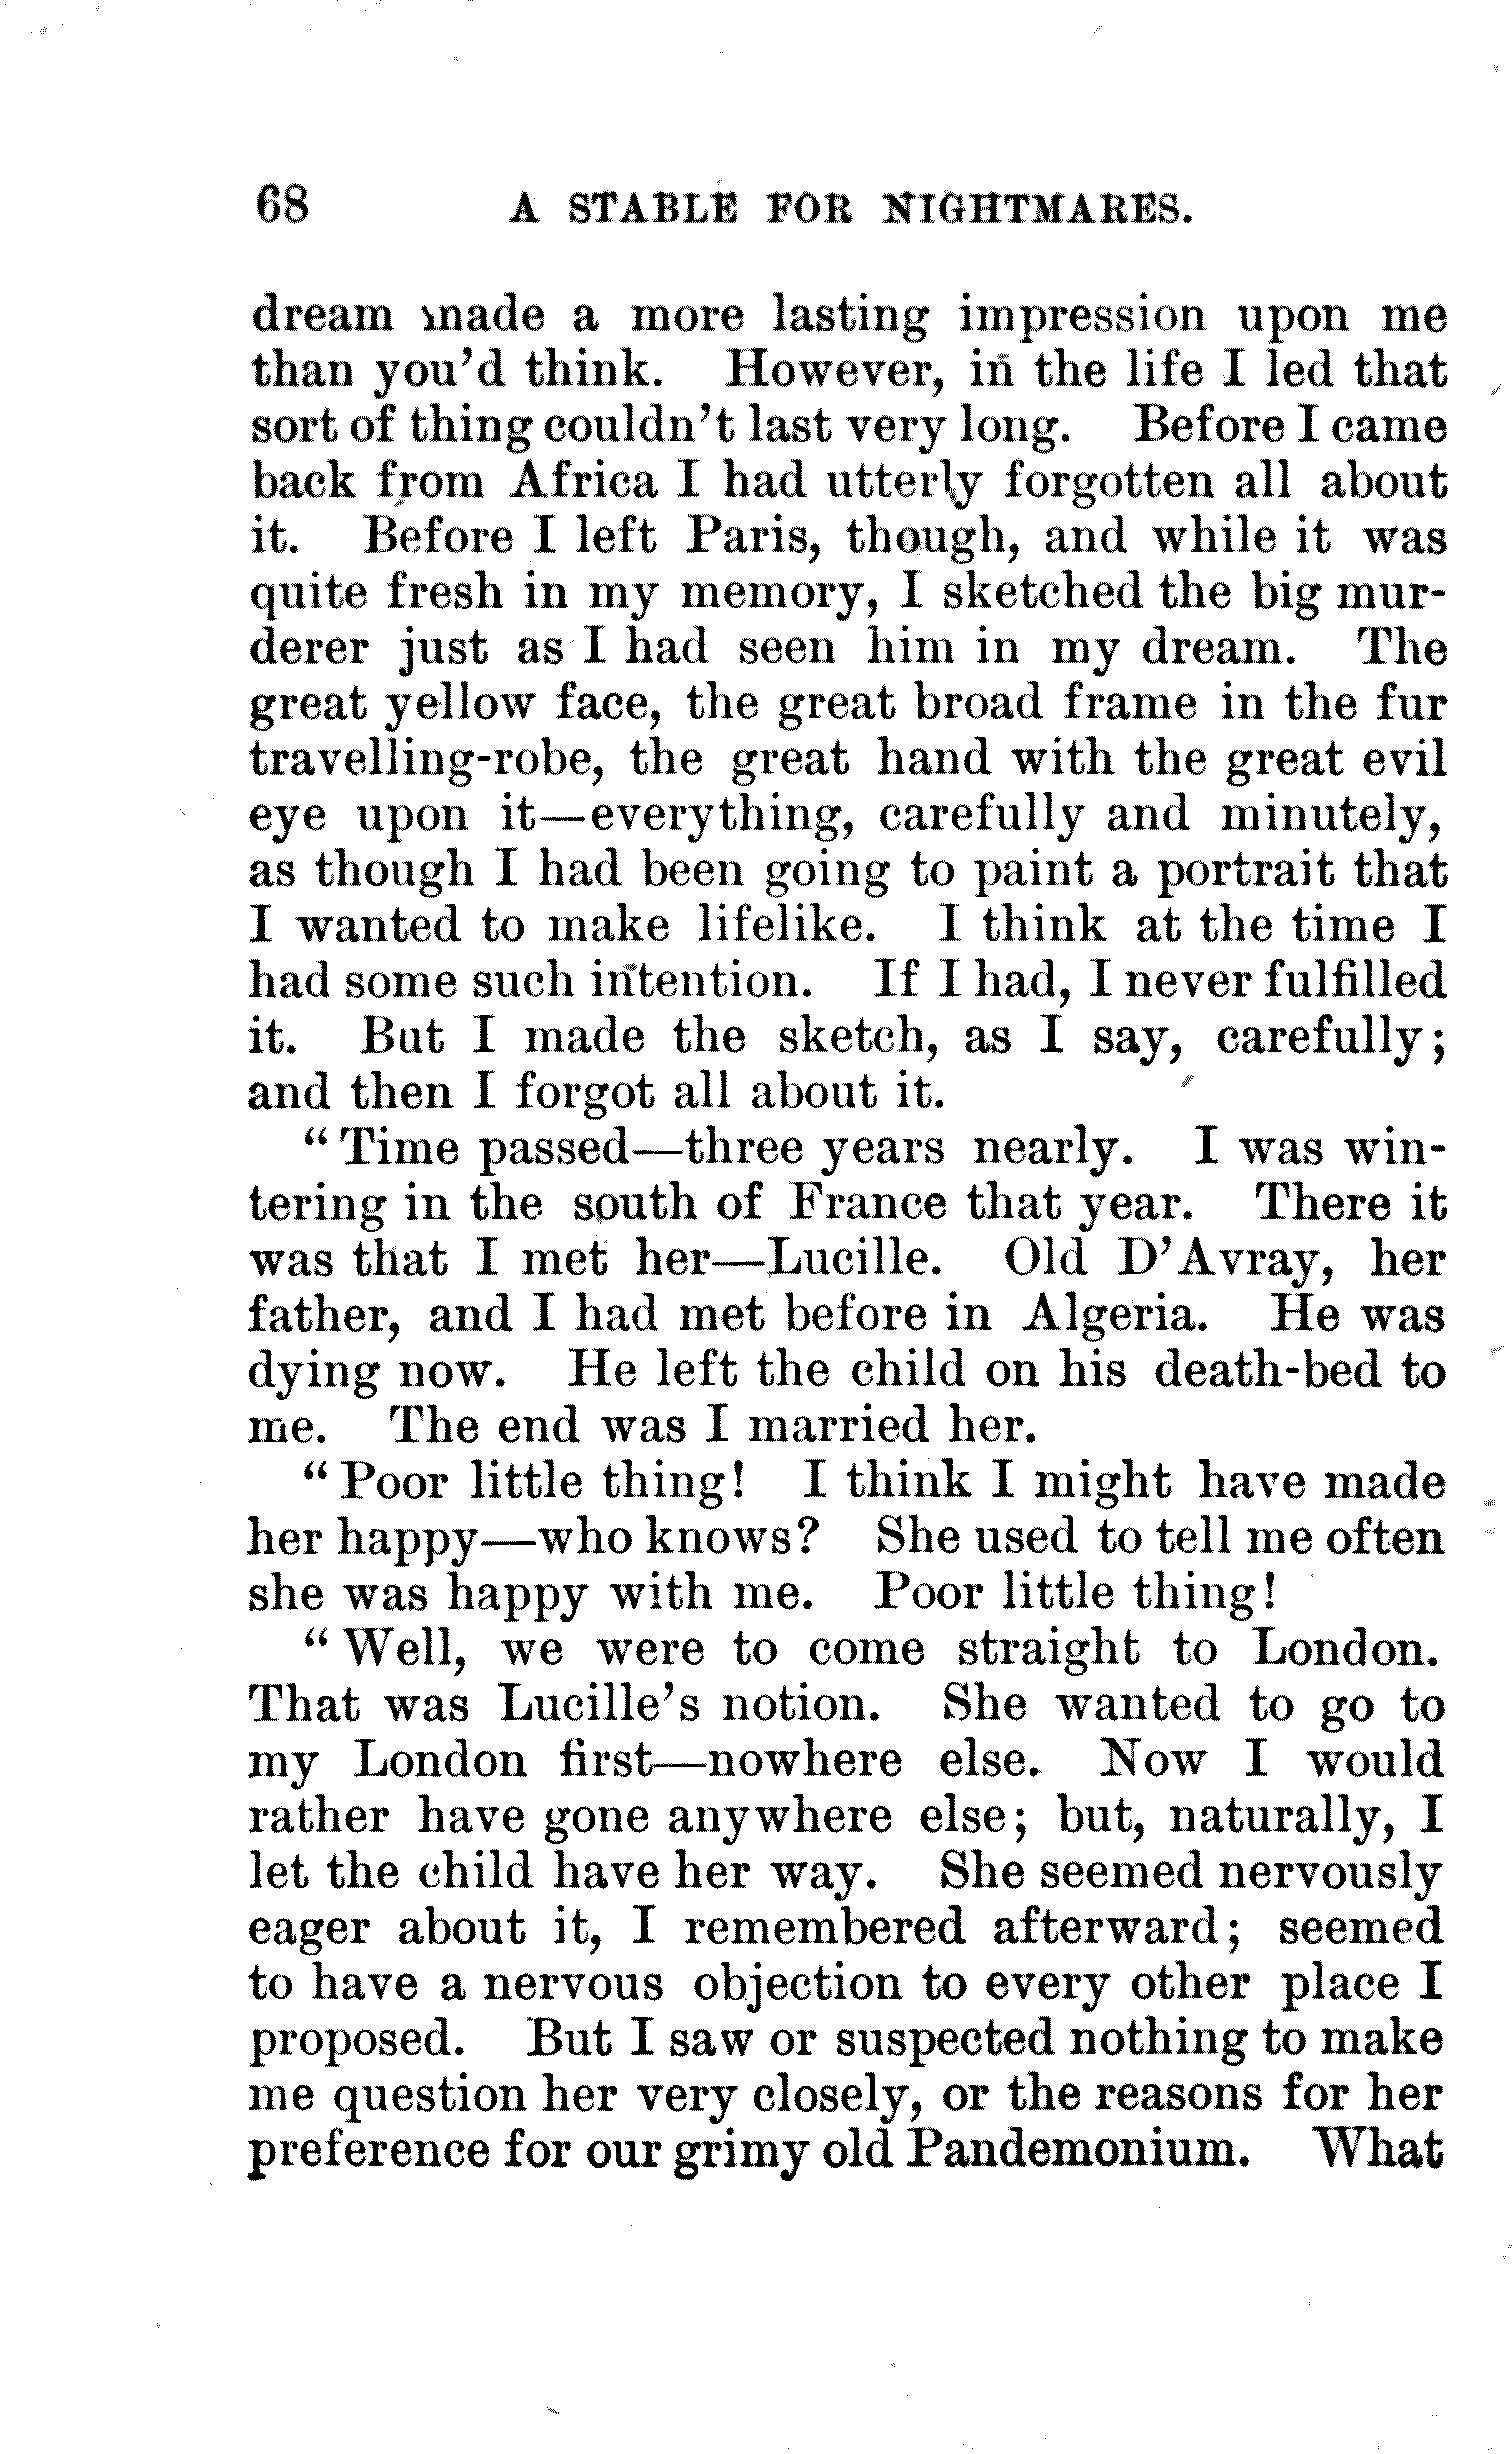 68 A STABLE FOR NIGHTMARES.
dream made a more lasting impression upon me
than you'd think. However, in the life I led that
sort of thing couldn't last very long. Before I came
back from Africa I had utterly forgotten all about
it. Before I left Paris, though, and while it was
quite fresh in my memory, I sketched the big mur-
derer just as I had seen him in my dream. The
great yellow face, the great broad frame in the fur
travelling-robe, the great hand with the great evil
eye upon it—everything, carefully and minutely,
as though I had been going to paint a portrait that
I wanted to make lifelike. I think at the time I
had some such intention. If I had, I never fulfilled
it. But I made the sketch, as I say, carefully;
and then I forgot all about it.
"Time passed—three years nearly. I was win-
tering in the south of France that year. There it
was that I met her—Lucille. Old D'Avray, her
father, and I had met before in Algeria. He was
dying now. He left the child on his death-bed to
me. The end was I married her.
"Poor little thing! I think I might have made
her happy—who knows? She used to tell me often
she was happy with me. Poor little thing!
"Well, we were to come straight to London.
That was Lucille's notion. She wanted to go to
my London first—nowhere else. Now I would
rather have gone anywhere else; but, naturally, I
let the child have her way. She seemed nervously
eager about it, I remembered afterward; seemed
to have a nervous objection to every other place I
proposed. But I saw or suspected nothing to make
me question her very closely, or the reasons for her
preference for our grimy old Pandemonium. What